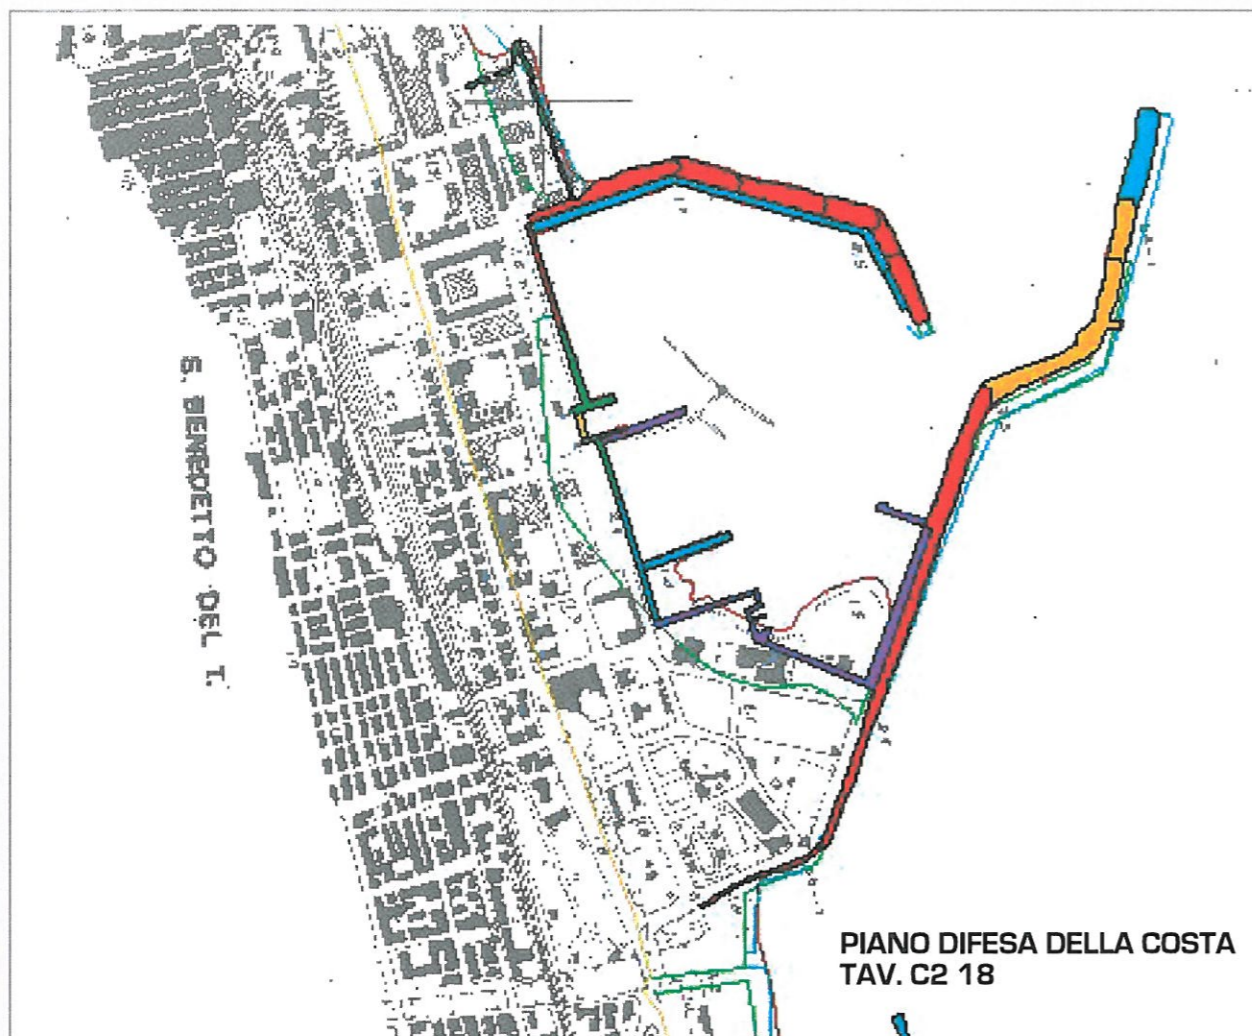 S. BENEDETTO DEL T.
PIANO DIFESA DELLA COSTA
TAV. C2 18